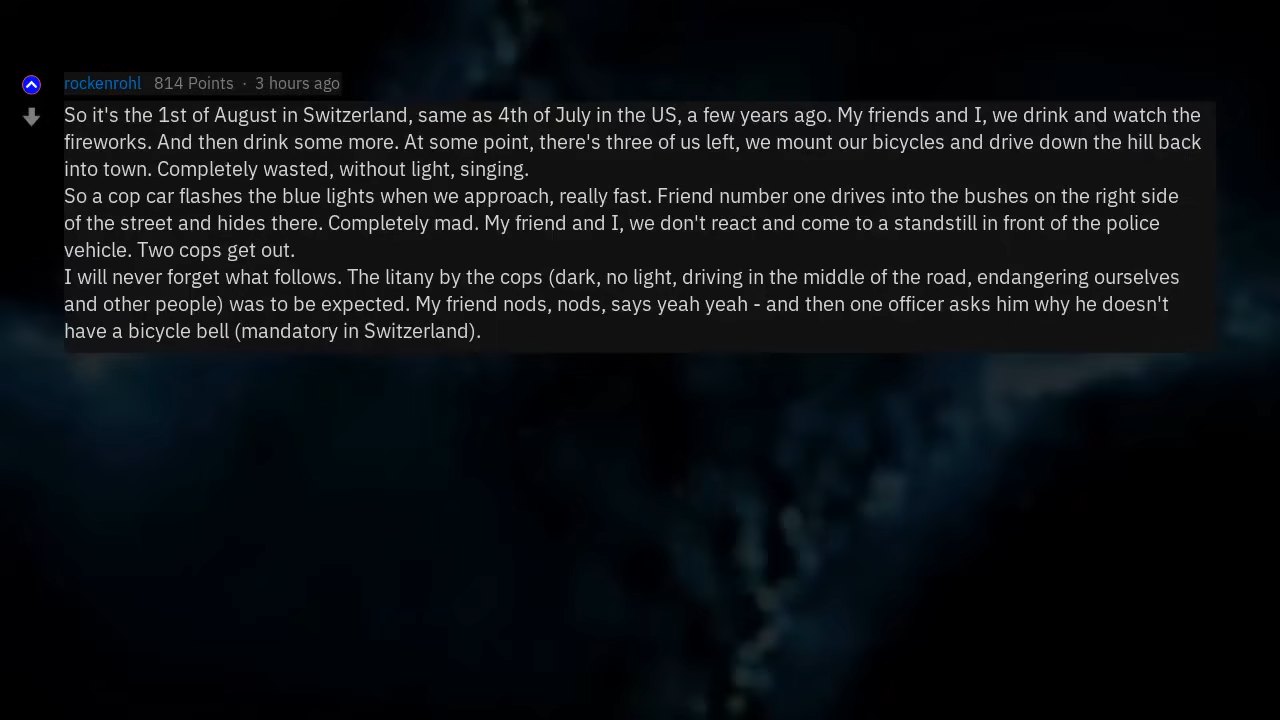 rockenrohl 814 Points · 3 hours ago
So it's the 1st of August in Switzerland, same as 4th of July in the US, a few years ago. My friends and I, we drink and watch the
fireworks. And then drink some more. At some point, there's three of us left, we mount our bicycles and drive down the hill back
into town. Completely wasted, without light, singing.
So a cop car flashes the blue lights when we approach, really fast. Friend number one drives into the bushes on the right side
of the street and hides there. Completely mad. My friend and I, we don't react and come to a standstill in front of the police
vehicle. Two cops get out.
I will never forget what follows. The litany by the cops (dark, no light, driving in the middle of the road, endangering ourselves
and other people) was to be expected. My friend nods, nods, says yeah yeah - and then one officer asks him why he doesn't
have a bicycle bell (mandatory in Switzerland).